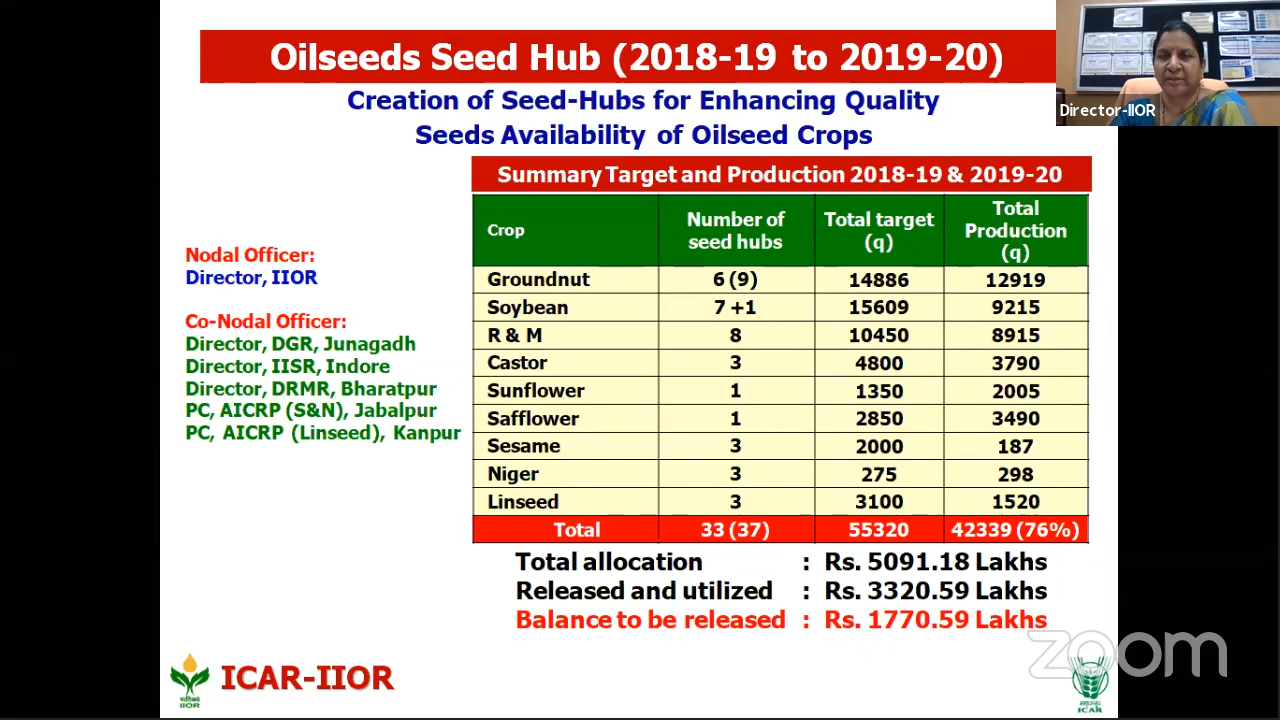 Oilseeds Seed Hub (2018-19 to 2019-20)
Director-IIOR
Creation of Seed-Hubs for Enhancing Quality
Seeds Availability of Oilseed Crops
Nodal Officer:
Director, IIOR
Co-Nodal Officer:
Director, DGR, Junagadh
Director, IISR, Indore
Director, DRMR, Bharatpur
PC, AICRP (S&N), Jabalpur
PC, AICRP (Linseed), Kanpur
Summary Target and Production 2018-19 & 2019-20
Crop Number of seed hubs Total target (q) Total Production (q)
Groundnut 6 (9) 14886 12919
Soybean 7 +1 15609 9215
R & M 8 10450 8915
Castor 3 4800 3790
Sunflower 1 1350 2005
Safflower 1 2850 3490
Sesame 3 2000 187
Niger 3 275 298
Linseed 3 3100 1520
Total 33 (37) 55320 42339 (76%)
Total allocation : Rs. 5091.18 Lakhs
Released and utilized : Rs. 3320.59 Lakhs
Balance to be released : Rs. 1770.59 Lakhs
zoom
ICAR-IIOR
IIOR
ICAR